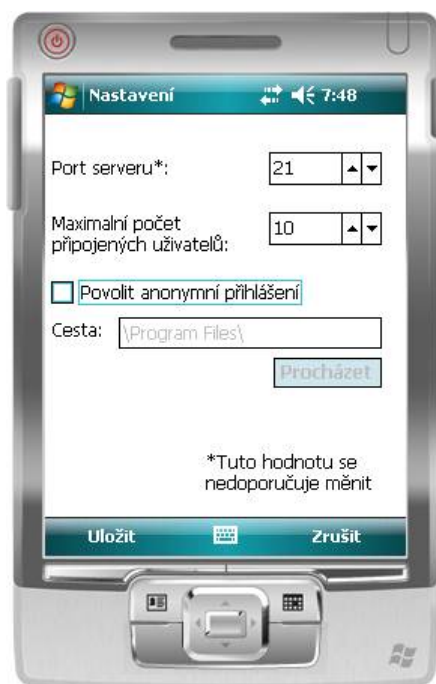 Nastavení 7:48
Port serveru*: 21
Maximalní počet 10
připojených uživatelů:
Povolit anonymní přihlášení
Cesta: \Program Files\
Procházet
*Tuto hodnotu se
nedoporučuje měnit
Uložit Zrušit